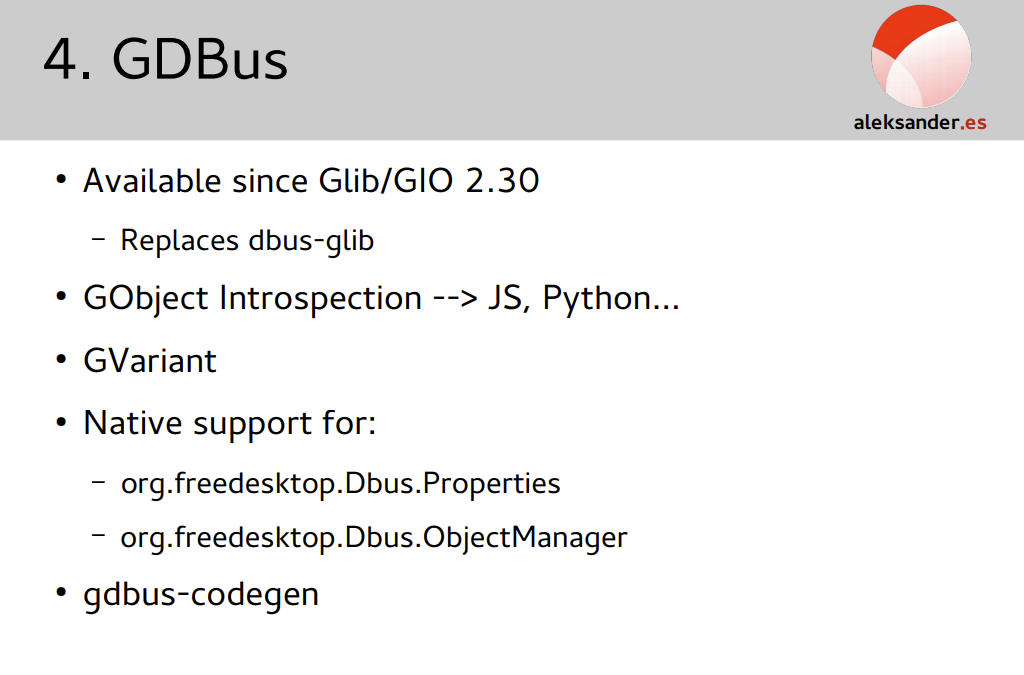 4. GDBus
aleksander.es
• Available since Glib/GIO 2.30
– Replaces dbus-glib
• GObject Introspection --> JS, Python...
• GVariant
• Native support for:
– org.freedesktop.Dbus.Properties
– org.freedesktop.Dbus.ObjectManager
• gdbus-codegen